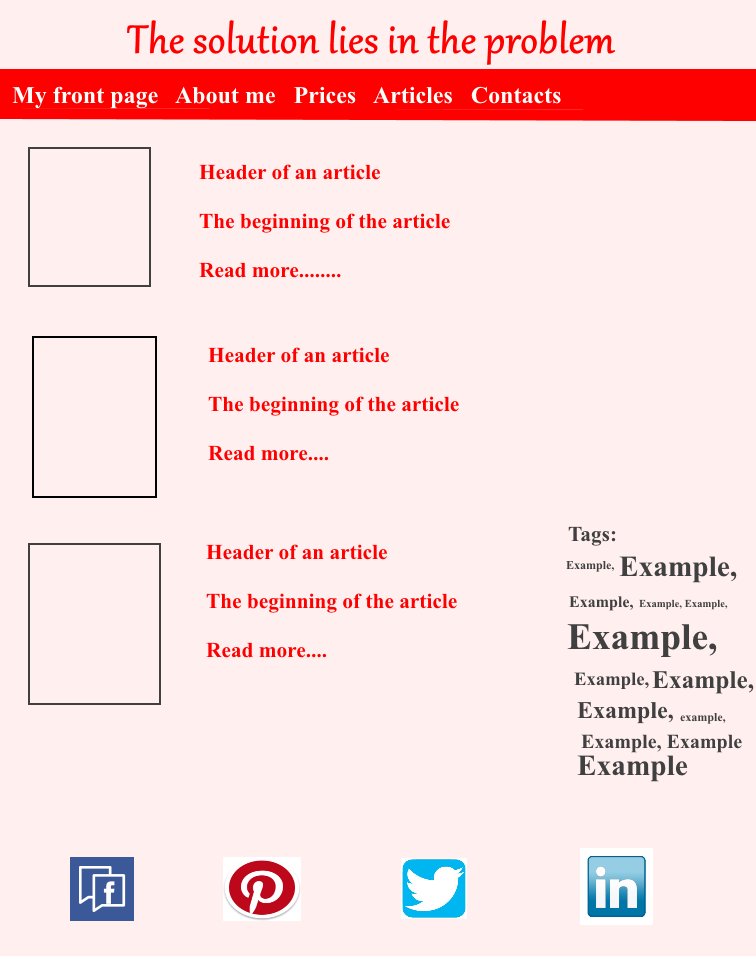 The solution lies in the problem
My front page About me Prices Articles Contacts
Header of an article
The beginning of the article
Read more........
Header of an article
The beginning of the article
Read more....
Header of an article
The beginning of the article
Read more....
Tags:
Example, Example,
Example, Example, Example,
Example,
Example, Example,
Example, example,
Example, Example
Example
f
in